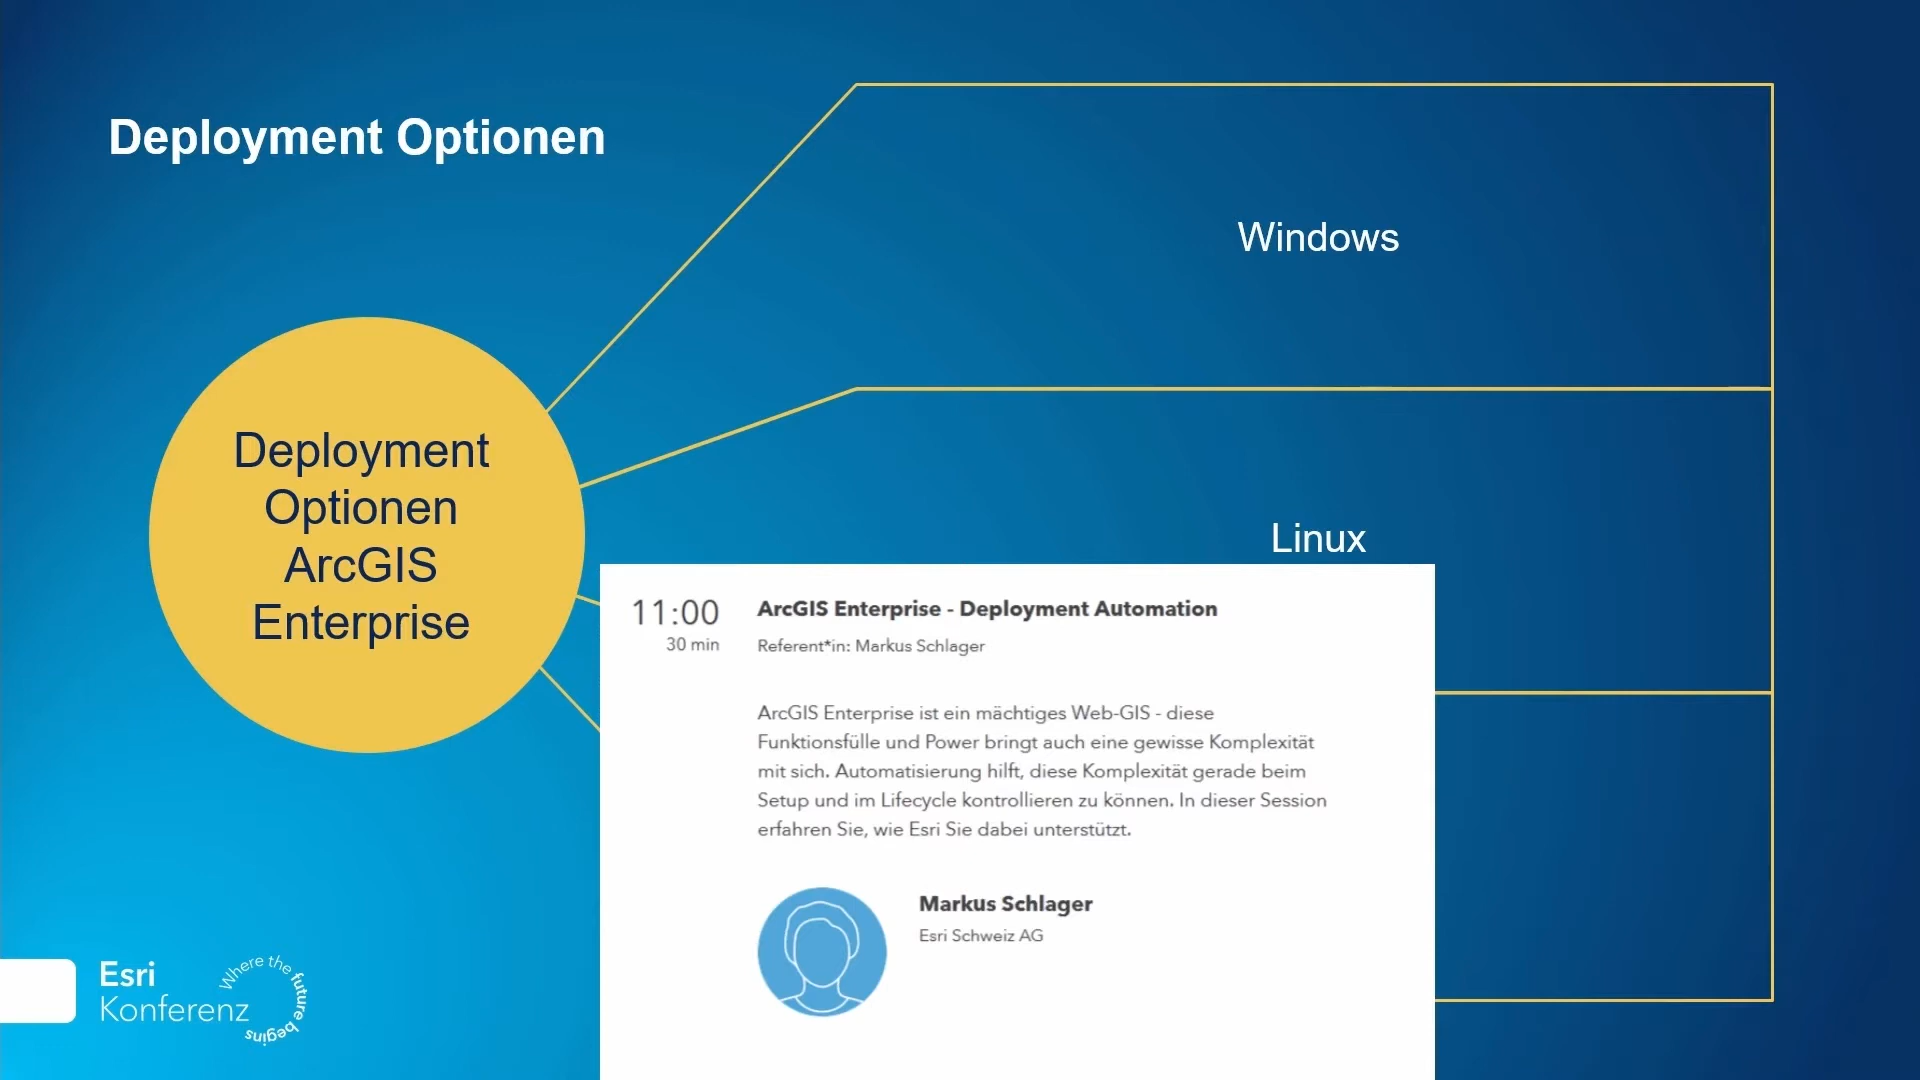 Deployment Optionen
Windows
Deployment
Optionen
ArcGIS
Enterprise
Linux
11:00
30 min
ArcGIS Enterprise - Deployment Automation
Referent*in: Markus Schlager
ArcGIS Enterprise ist ein mächtiges Web-GIS - diese
Funktionsfülle und Power bringt auch eine gewisse Komplexität
mit sich. Automatisierung hilft, diese Komplexität gerade beim
Setup und im Lifecycle kontrollieren zu können. In dieser Session
erfahren Sie, wie Esri Sie dabei unterstützt.
Markus Schlager
Esri Schweiz AG
Esri
Konferenz
Where the future begins